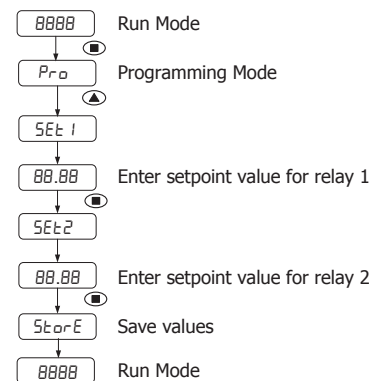 8888 Run Mode
Pro Programming Mode
SEt 1
88.88 Enter setpoint value for relay 1
SEt2
88.88 Enter setpoint value for relay 2
StorE Save values
8888 Run Mode